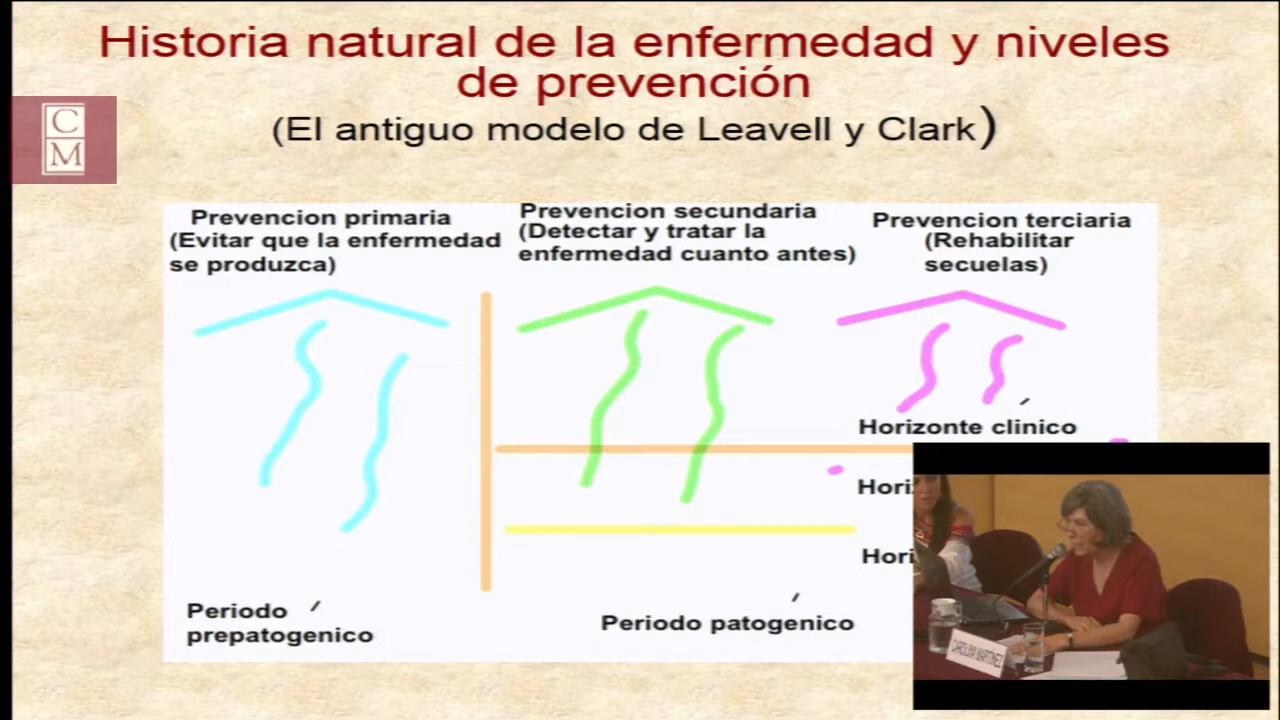 Historia natural de la enfermedad y niveles
de prevención
(El antiguo modelo de Leavell y Clark)
C
M
Prevencion primaria
(Evitar que la enfermedad
se produzca)
Prevencion secundaria
(Detectar y tratar la
enfermedad cuanto antes)
Prevencion terciaria
(Rehabilitar
secuelas)
Horizonte clinico
Hori
Hori
Periodo
prepatogenico
Periodo patogenico
CAROLINA MARTINEZ